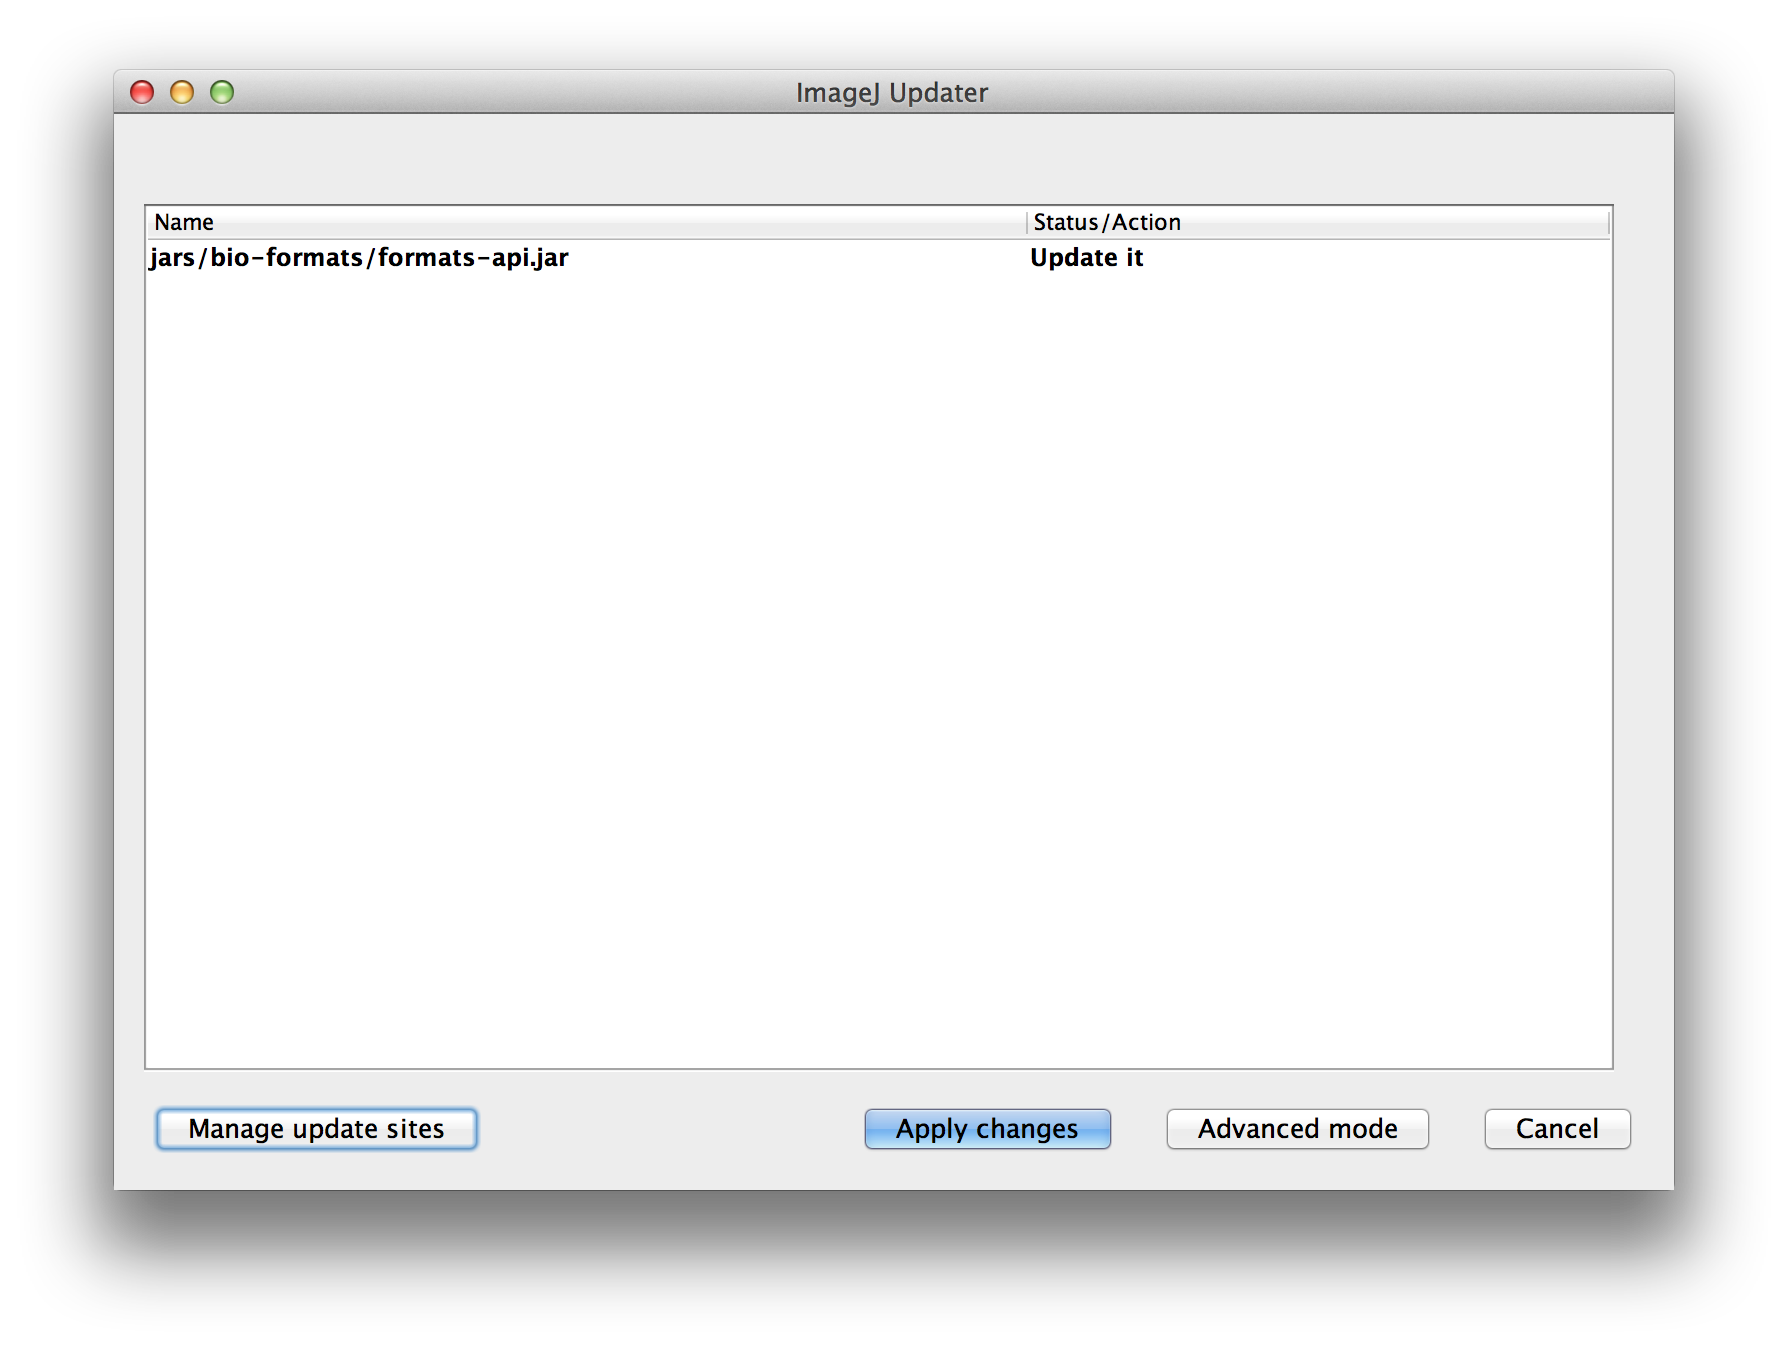 ImageJ Updater
Name Status/Action
jars/bio-formats/formats-api.jar Update it
Manage update sites Apply changes Advanced mode Cancel